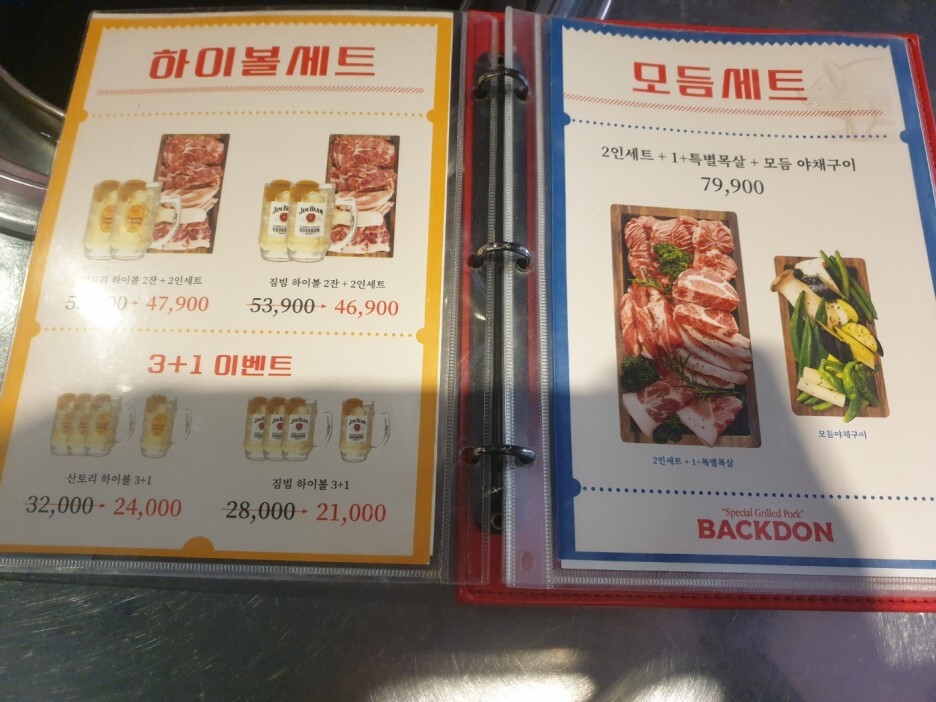 하이볼세트
하이볼 2잔 + 2인세트
47,900
짐빔 하이볼 2잔 + 2인세트
53,900 46,900
3+1 이벤트
산토리 하이볼 3+1
32,000 24,000
짐빔 하이볼 3+1
28,000 21,000
모듬세트
2인세트 + 1+특별목살 + 모듬 야채구이
79,900
2인세트 + 1+특별목살
모듬야채구이
"Special Grilled Pork"
BACKDON
JIM BEAM
JIM BEAM